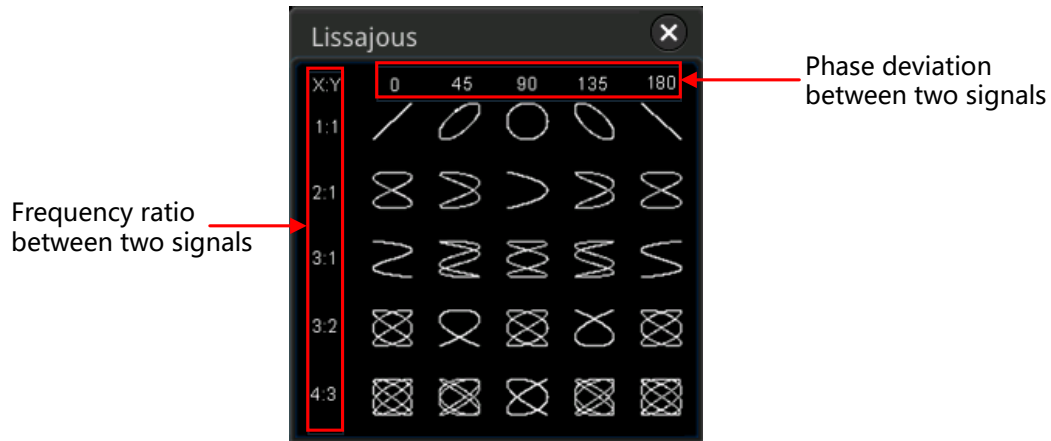 Lissajous
X:Y 0 45 90 135 180
1:1
2:1
3:1
3:2
4:3
Phase deviation
between two signals
Frequency ratio
between two signals